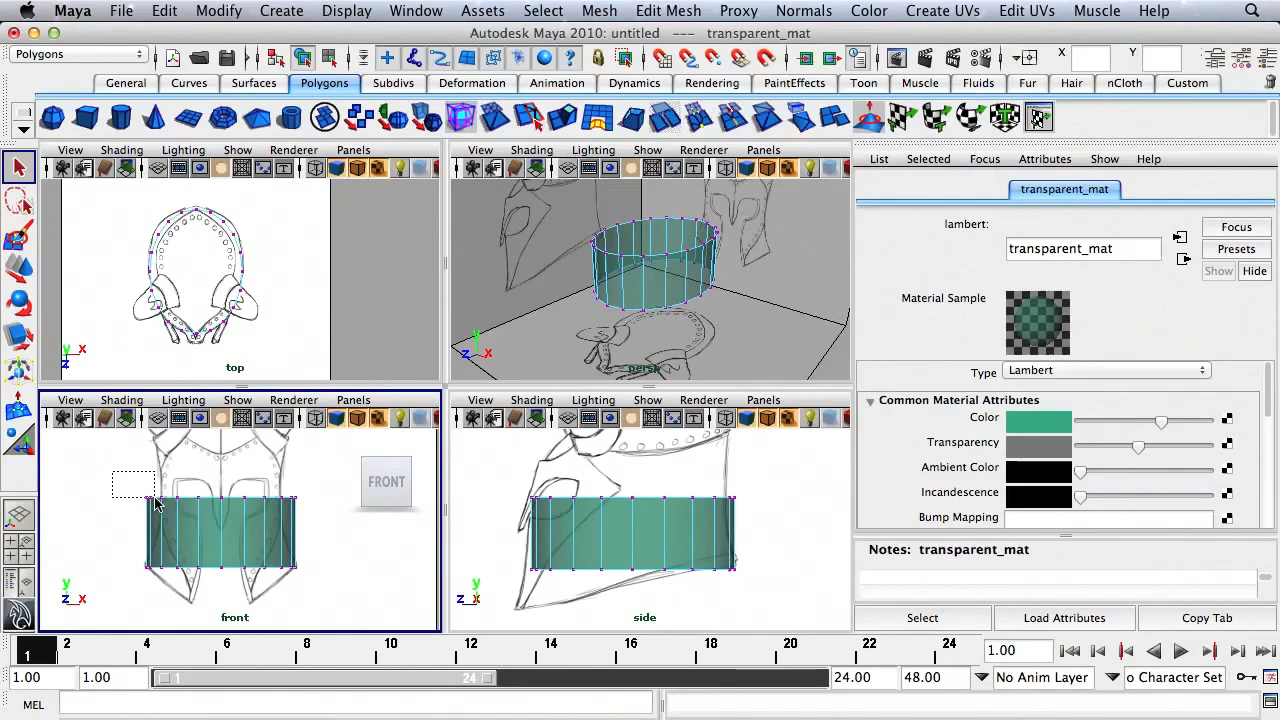 Maya File Edit Modify Create Display Window Assets Select Mesh Edit Mesh Proxy Normals Color Create UVs Edit UVs Muscle Help
Autodesk Maya 2010: untitled --- transparent_mat
Polygons X Y
General Curves Surfaces Polygons Subdivs Deformation Animation Dynamics Rendering PaintEffects Toon Muscle Fluids Fur Hair nCloth Custom
View Shading Lighting Show Renderer Panels
View Shading Lighting Show Renderer Panels
List Selected Focus Attributes Show Help
transparent_mat
lambert: transparent_mat
Focus
Presets
Show Hide
Material Sample
y x z
top
y z x
persp
Type Lambert
Common Material Attributes
Color
Transparency
Ambient Color
Incandescence
Bump Mapping
View Shading Lighting Show Renderer Panels
View Shading Lighting Show Renderer Panels
FRONT
y z x
front
y z x
side
Notes: transparent_mat
Select Load Attributes Copy Tab
1 2 4 6 8 10 12 14 16 18 20 22 24 1.00
1.00 1.00 1 24 24.00 48.00 No Anim Layer o Character Set
MEL